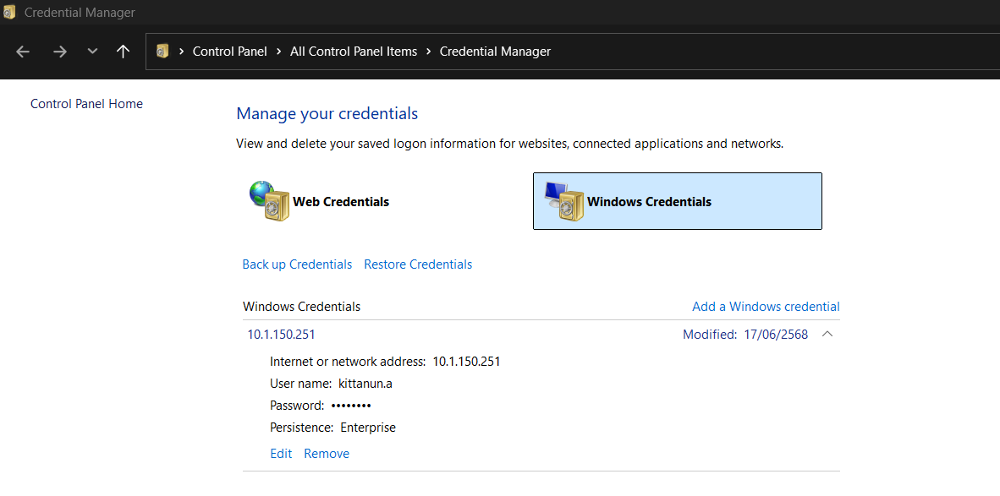 Credential Manager
Control Panel > All Control Panel Items > Credential Manager
Control Panel Home
Manage your credentials
View and delete your saved logon information for websites, connected applications and networks.
Web Credentials
Windows Credentials
Back up Credentials Restore Credentials
Windows Credentials Add a Windows credential
10.1.150.251 Modified: 17/06/2568
Internet or network address: 10.1.150.251
User name: kittanun.a
Password: ••••••••
Persistence: Enterprise
Edit Remove